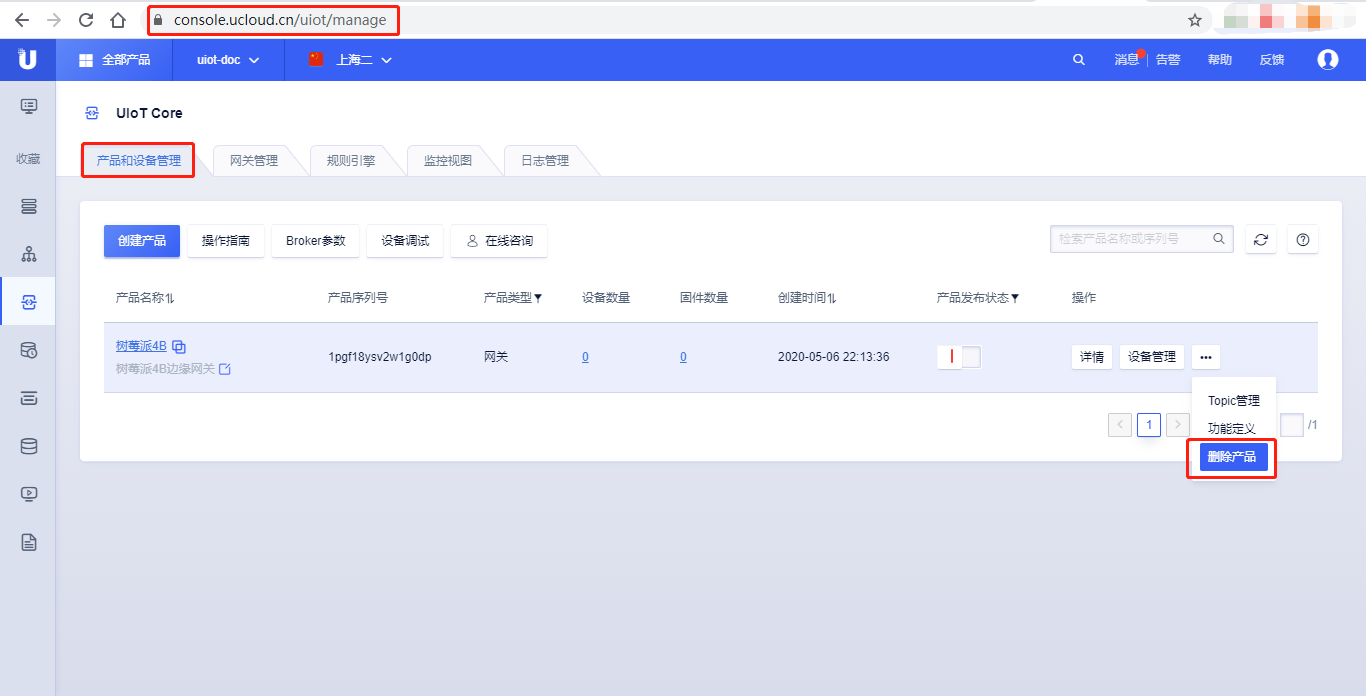 console.ucloud.cn/uiot/manage
全部产品 uiot-doc 上海二 消息 告警 帮助 反馈
收藏
UIoT Core
产品和设备管理 网关管理 规则引擎 监控视图 日志管理
创建产品 操作指南 Broker参数 设备调试 在线咨询 检索产品名称或序列号
产品名称 产品序列号 产品类型 设备数量 固件数量 创建时间 产品发布状态 操作
树莓派4B
树莓派4B边缘网关
1pgf18ysv2w1g0dp 网关 0 0 2020-05-06 22:13:36 详情 设备管理 •••
Topic管理
功能定义
删除产品
1 /1